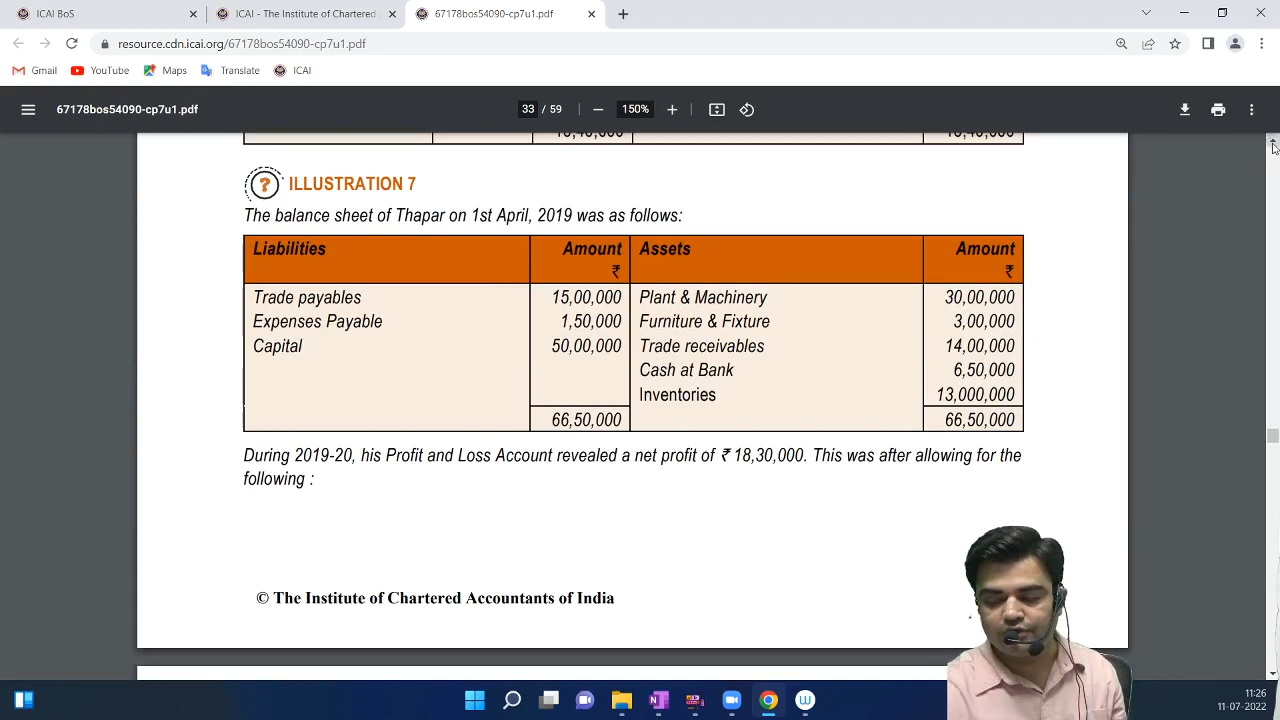 ICAI BoS
ICAI - The Institute of Chartered A
67178bos54090-cp7u1.pdf
resource.cdn.icai.org/67178bos54090-cp7u1.pdf
Gmail YouTube Maps Translate ICAI
67178bos54090-cp7u1.pdf 33 / 59 150%
ILLUSTRATION 7
The balance sheet of Thapar on 1st April, 2019 was as follows:
Liabilities Amount ₹ Assets Amount ₹
Trade payables 15,00,000 Plant & Machinery 30,00,000
Expenses Payable 1,50,000 Furniture & Fixture 3,00,000
Capital 50,00,000 Trade receivables 14,00,000
Cash at Bank 6,50,000
Inventories 13,000,000
66,50,000 66,50,000
During 2019-20, his Profit and Loss Account revealed a net profit of ₹ 18,30,000. This was after allowing for the
following :
© The Institute of Chartered Accountants of India
11:26
11-07-2022